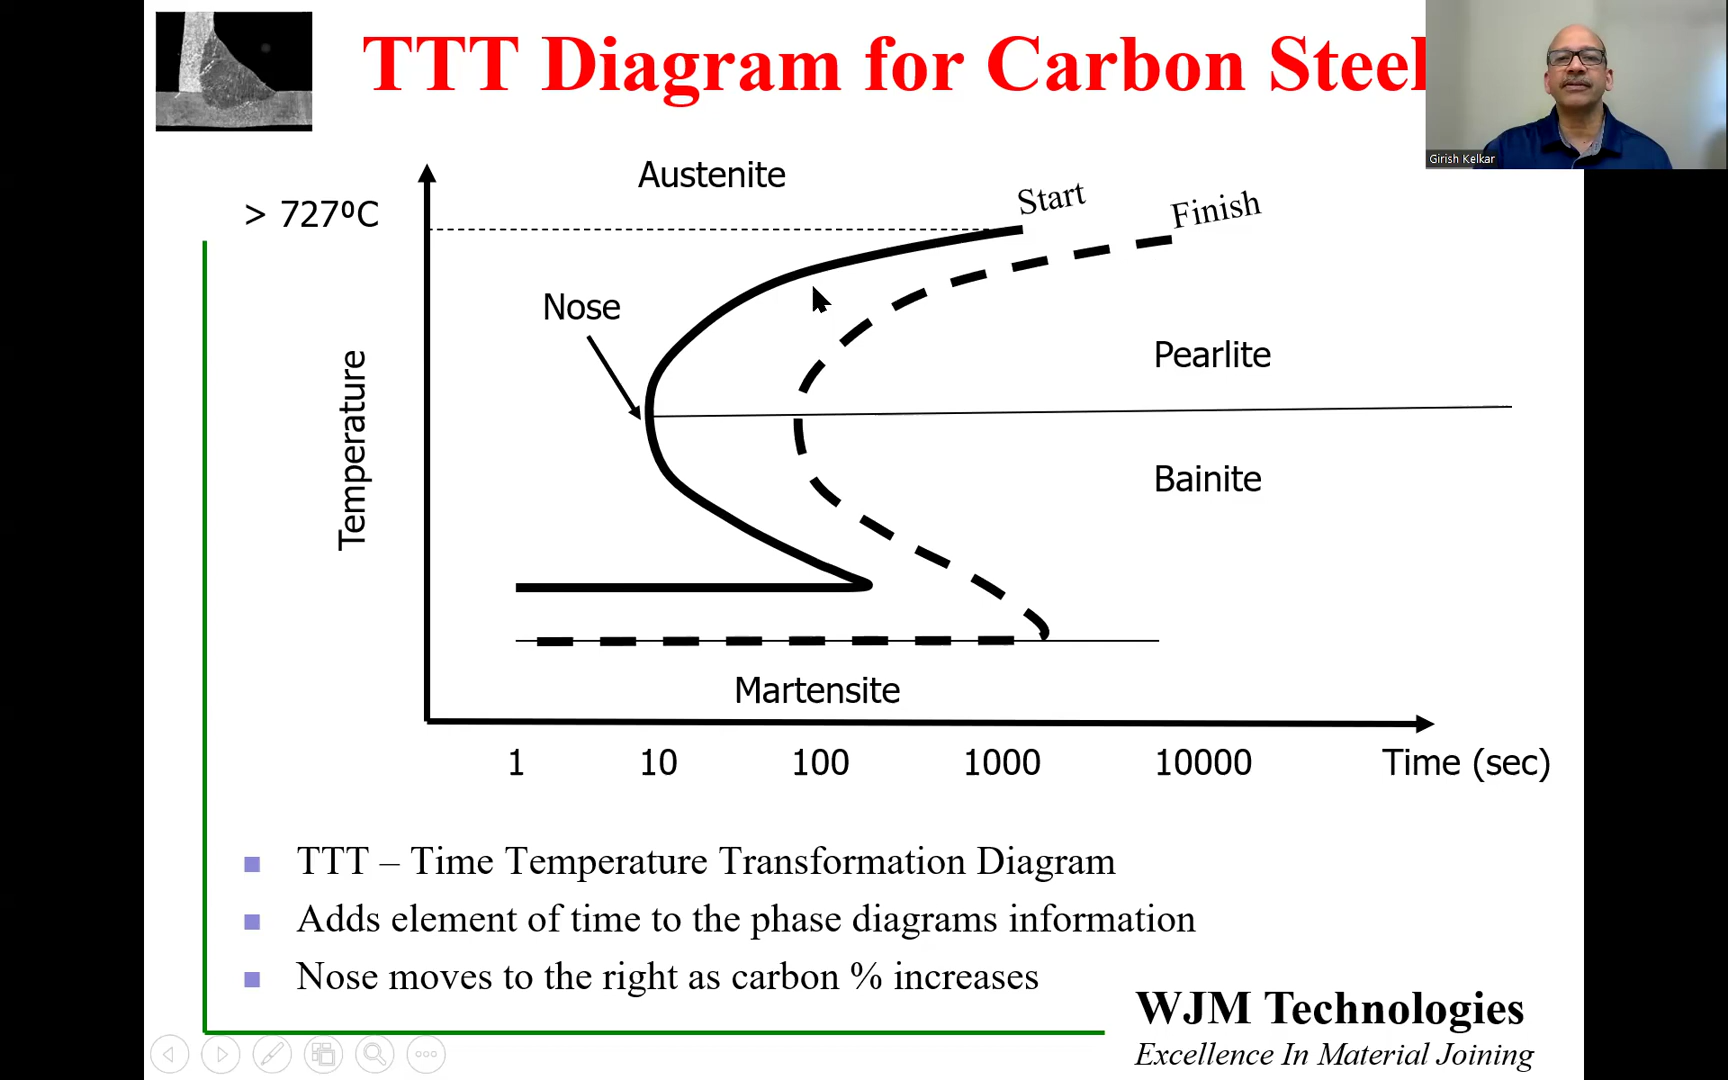 TTT Diagram for Carbon Steel
Girish Kelkar
Austenite
> 727ºC
Start
Finish
Nose
Pearlite
Temperature
Bainite
Martensite
1 10 100 1000 10000 Time (sec)
TTT – Time Temperature Transformation Diagram
Adds element of time to the phase diagrams information
Nose moves to the right as carbon % increases
WJM Technologies
Excellence In Material Joining